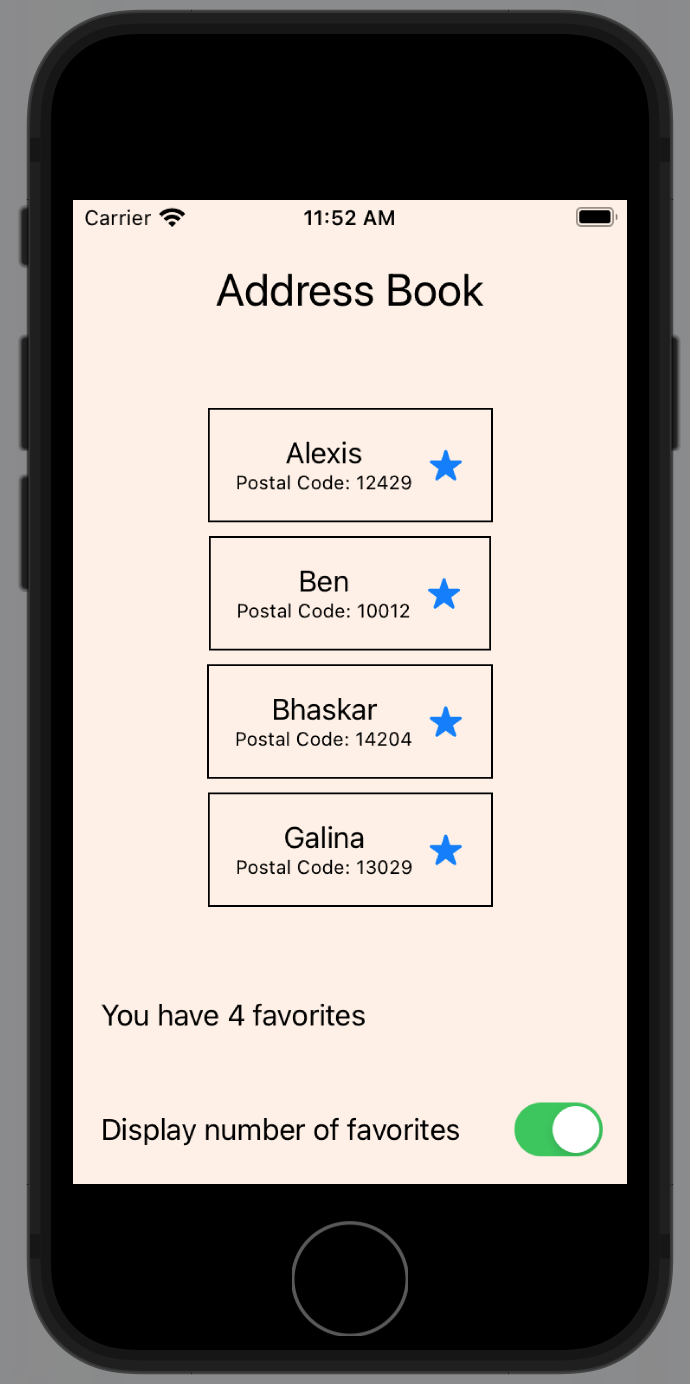 Carrier 11:52 AM
Address Book
Alexis
Postal Code: 12429
Ben
Postal Code: 10012
Bhaskar
Postal Code: 14204
Galina
Postal Code: 13029
You have 4 favorites
Display number of favorites